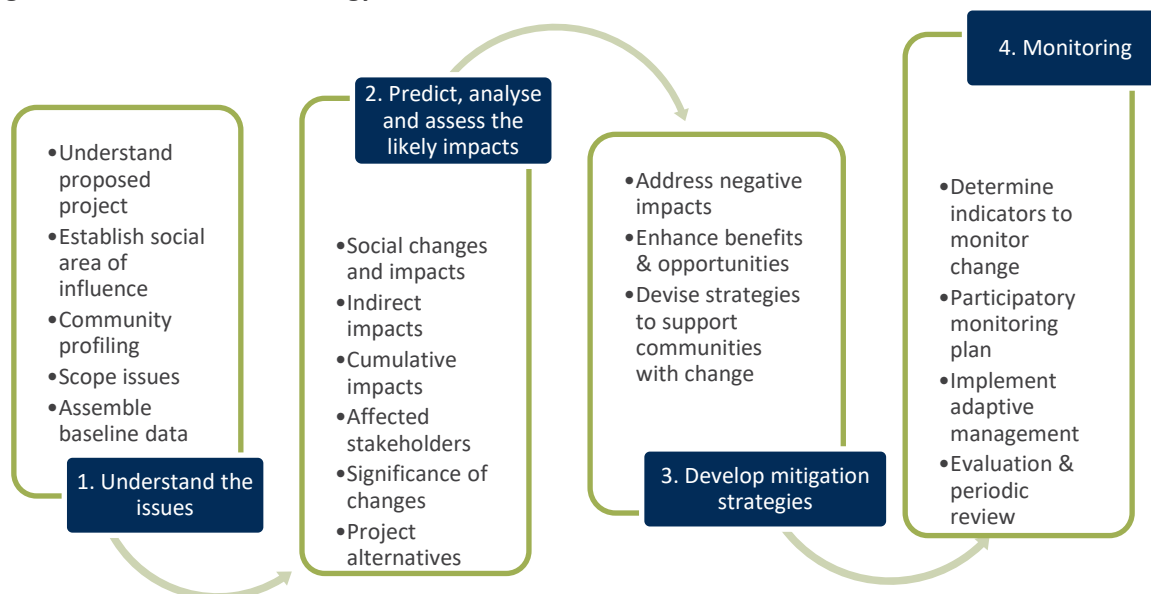 •Understand
proposed
project
•Establish social
area of
influence
•Community
profiling
•Scope issues
•Assemble
baseline data
1. Understand the
issues
2. Predict, analyse
and assess the
likely impacts
•Social changes
and impacts
•Indirect
impacts
•Cumulative
impacts
•Affected
stakeholders
•Significance of
changes
•Project
alternatives
•Address negative
impacts
•Enhance benefits
& opportunities
•Devise strategies
to support
communities
with change
3. Develop mitigation
strategies
4. Monitoring
•Determine
indicators to
monitor
change
•Participatory
monitoring
plan
•Implement
adaptive
management
•Evaluation &
periodic
review